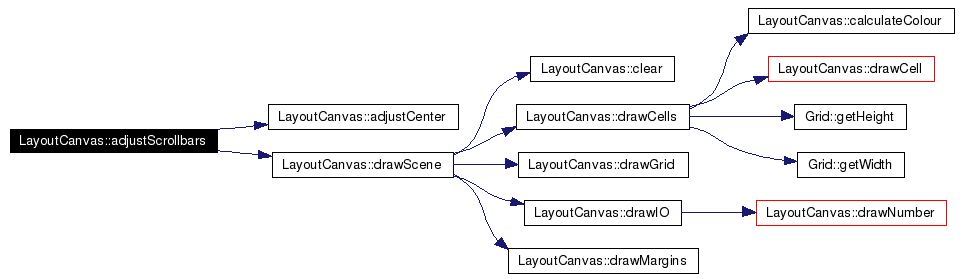 LayoutCanvas::calculateColour
LayoutCanvas::clear
LayoutCanvas::drawCell
LayoutCanvas::adjustCenter
LayoutCanvas::drawCells
Grid::getHeight
LayoutCanvas::adjustScrollbars
LayoutCanvas::drawScene
LayoutCanvas::drawGrid
Grid::getWidth
LayoutCanvas::drawIO
LayoutCanvas::drawNumber
LayoutCanvas::drawMargins